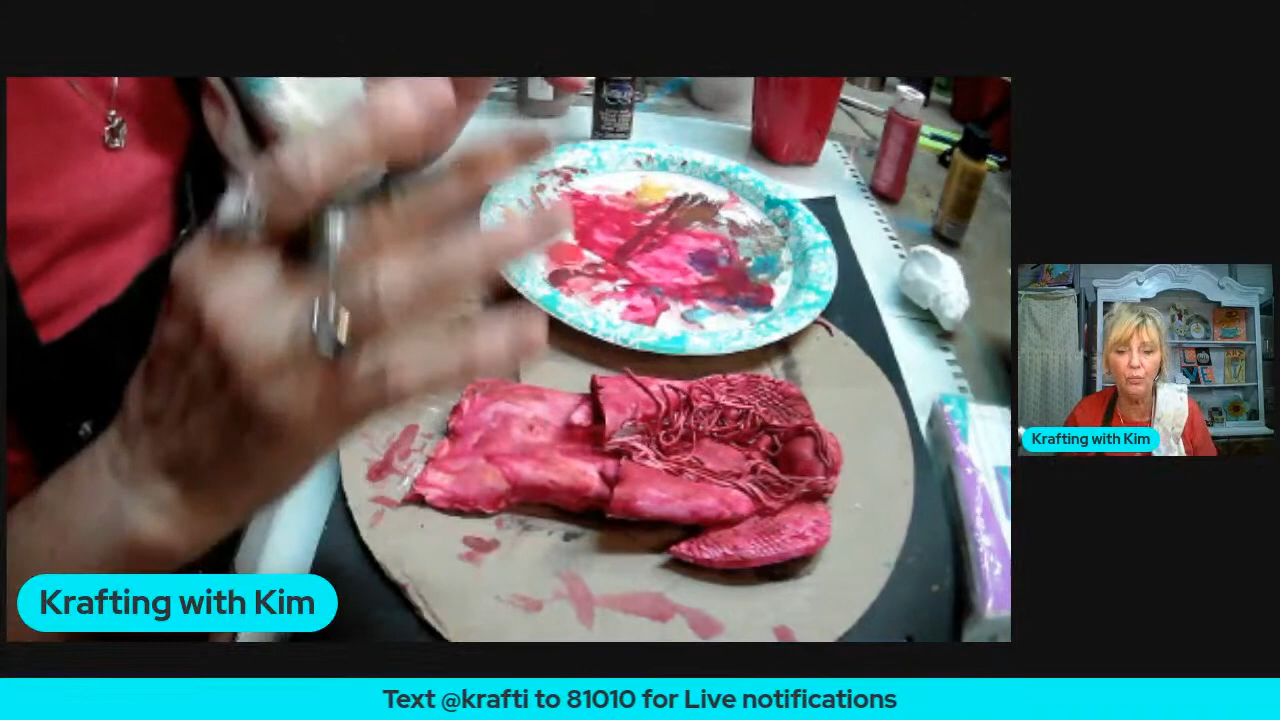 Krafting with Kim
Krafting with Kim
Text @krafti to 81010 for Live notifications